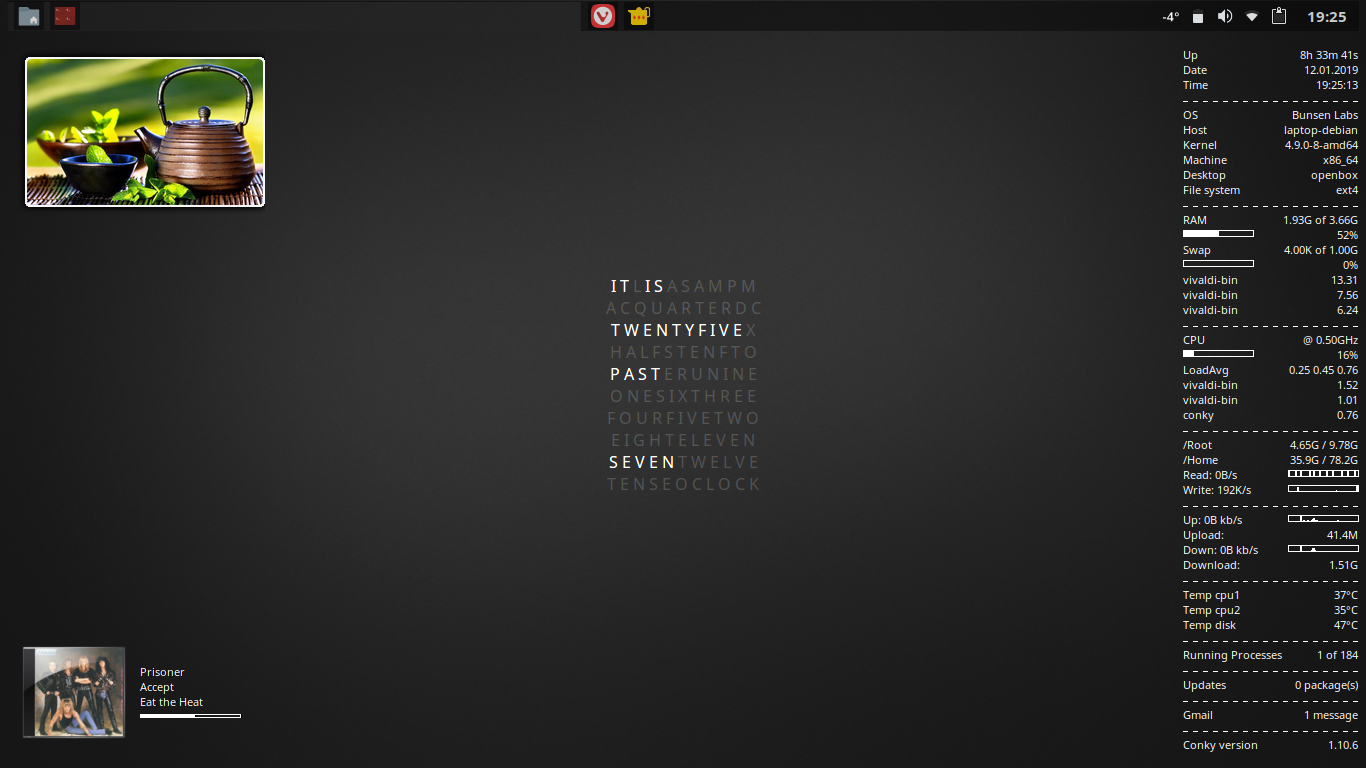 -4° 19:25
Up 8h 33m 41s
Date 12.01.2019
Time 19:25:13
OS Bunsen Labs
Host laptop-debian
Kernel 4.9.0-8-amd64
Machine x86_64
Desktop openbox
File system ext4
RAM 1.93G of 3.66G
52%
Swap 4.00K of 1.00G
0%
vivaldi-bin 13.31
vivaldi-bin 7.56
vivaldi-bin 6.24
CPU @ 0.50GHz
16%
LoadAvg 0.25 0.45 0.76
vivaldi-bin 1.52
vivaldi-bin 1.01
conky 0.76
/Root 4.65G / 9.78G
/Home 35.9G / 78.2G
Read: 0B/s
Write: 192K/s
Up: 0B kb/s
Upload: 41.4M
Down: 0B kb/s
Download: 1.51G
Temp cpu1 37°C
Temp cpu2 35°C
Temp disk 47°C
Running Processes 1 of 184
Updates 0 package(s)
Gmail 1 message
Conky version 1.10.6
ITLISASAMPM
ACQUARTERDC
TWENTYFIVEX
HALFSTENFTO
PASTERUNINE
ONESIXTHREE
FOURFIVETWO
EIGHTELEVEN
SEVENTWELVE
TENSEOCLOCK
Prisoner
Accept
Eat the Heat